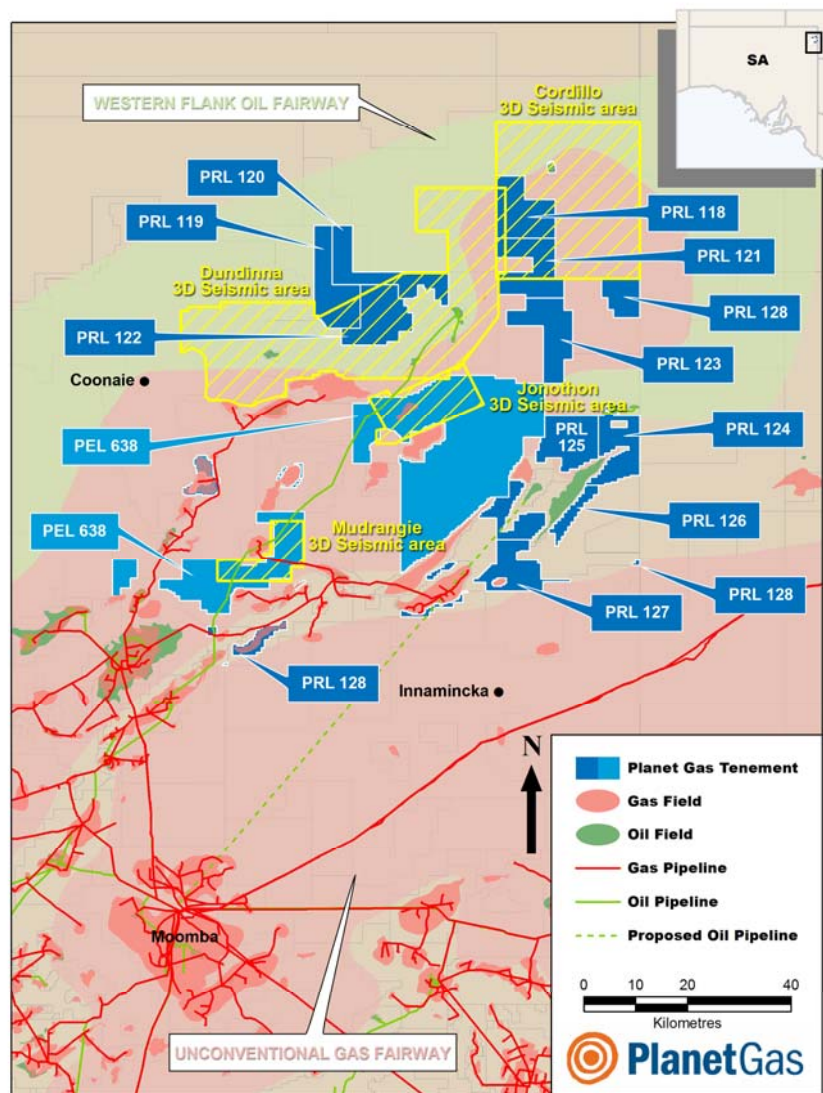 SA
WESTERN FLANK OIL FAIRWAY
Cordillo
3D Seismic area
PRL 120
PRL 119
PRL 118
PRL 121
Dundinna
3D Seismic area
PRL 128
PRL 122
PRL 123
Coonaie
Jonothon
3D Seismic area
PEL 638
PRL
125
PRL 124
PEL 638
Mudrangie
3D Seismic area
PRL 126
PRL 128
PRL 127
PRL 128
Innamincka
N
Planet Gas Tenement
Gas Field
Oil Field
Gas Pipeline
Oil Pipeline
Proposed Oil Pipeline
Moomba
0 10 20 40
Kilometres
UNCONVENTIONAL GAS FAIRWAY
PlanetGas